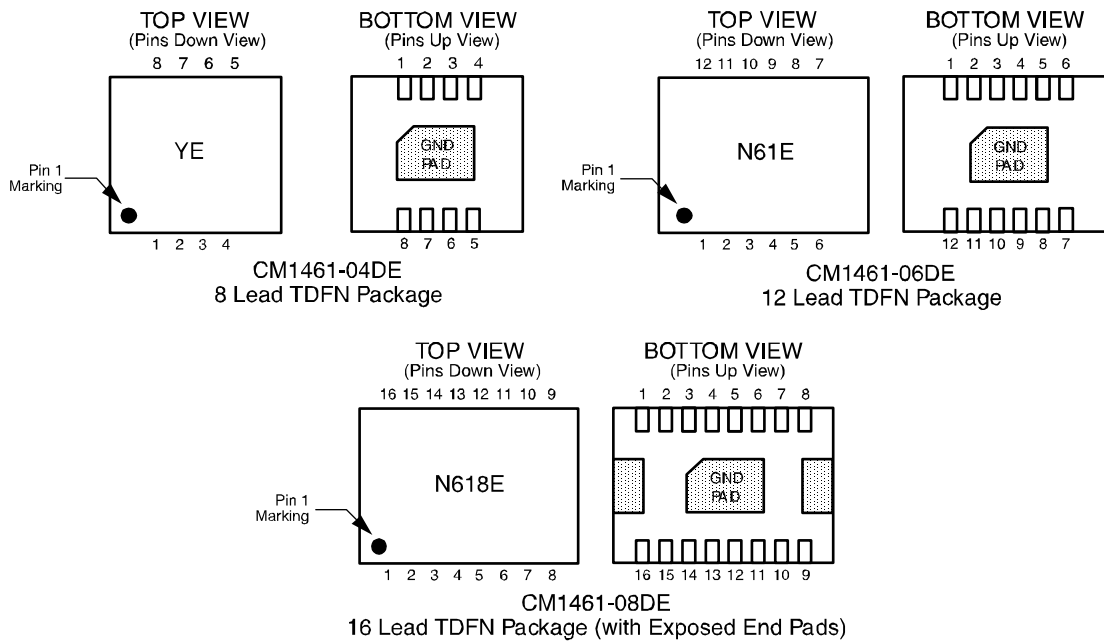 TOP VIEW
(Pins Down View)
8 7 6 5
YE
Pin 1
Marking
1 2 3 4
BOTTOM VIEW
(Pins Up View)
1 2 3 4
GND
PAD
8 7 6 5
CM1461-04DE
8 Lead TDFN Package
TOP VIEW
(Pins Down View)
12 11 10 9 8 7
N61E
Pin 1
Marking
1 2 3 4 5 6
BOTTOM VIEW
(Pins Up View)
1 2 3 4 5 6
GND
PAD
12 11 10 9 8 7
CM1461-06DE
12 Lead TDFN Package
TOP VIEW
(Pins Down View)
16 15 14 13 12 11 10 9
N618E
Pin 1
Marking
1 2 3 4 5 6 7 8
BOTTOM VIEW
(Pins Up View)
1 2 3 4 5 6 7 8
GND
PAD
16 15 14 13 12 11 10 9
CM1461-08DE
16 Lead TDFN Package (with Exposed End Pads)